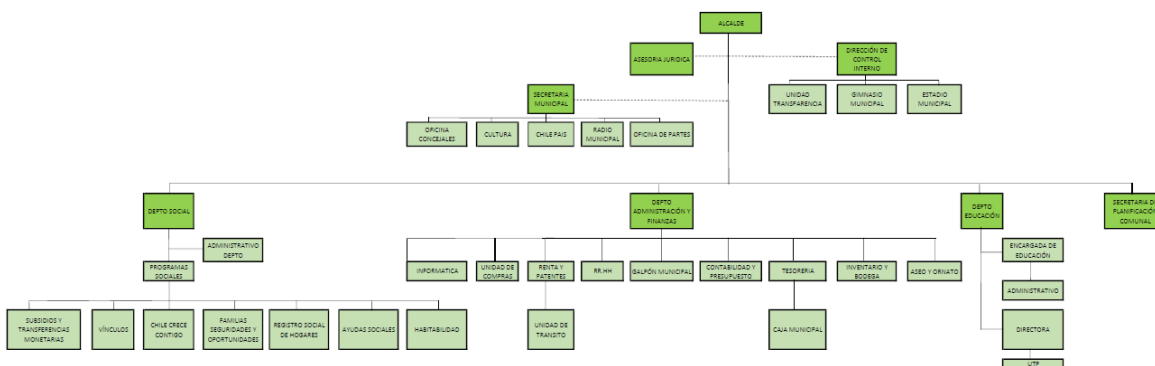 ALCALDE
ASESORIA JURIDICA
DIRECCIÓN DE
CONTROL
INTERNO
UNIDAD
TRANSPARENCIA
GIMNASIO
MUNICIPAL
ESTADIO
MUNICIPAL
SECRETARIA
MUNICIPAL
OFICINA
CONCEJALES
CULTURA
CHILE PAIS
RADIO
MUNICIPAL
OFICINA DE PARTES
DEPTO SOCIAL
DEPTO
ADMINISTRACIÓN Y
FINANZAS
DEPTO
EDUCACIÓN
SECRETARIA DE
PLANIFICACIÓN
COMUNAL
ADMINISTRATIVO
DEPTO
PROGRAMAS
SOCIALES
INFORMATICA
UNIDAD DE
COMPRAS
RENTA Y
PATENTES
RR.HH
GALPÓN MUNICIPAL
CONTABILIDAD Y
PRESUPUESTO
TESORERIA
INVENTARIO Y
BODEGA
ASEO Y ORNATO
ENCARGADA DE
EDUCACIÓN
ADMINISTRATIVO
SUBSIDIOS Y
TRANSFERENCIAS
MONETARIAS
VÍNCULOS
CHILE CRECE
CONTIGO
FAMILIAS
SEGURIDADES Y
OPORTUNIDADES
REGISTRO SOCIAL
DE HOGARES
AYUDAS SOCIALES
HABITABILIDAD
UNIDAD DE
TRANSITO
CAJA MUNICIPAL
DIRECTORA
UTP